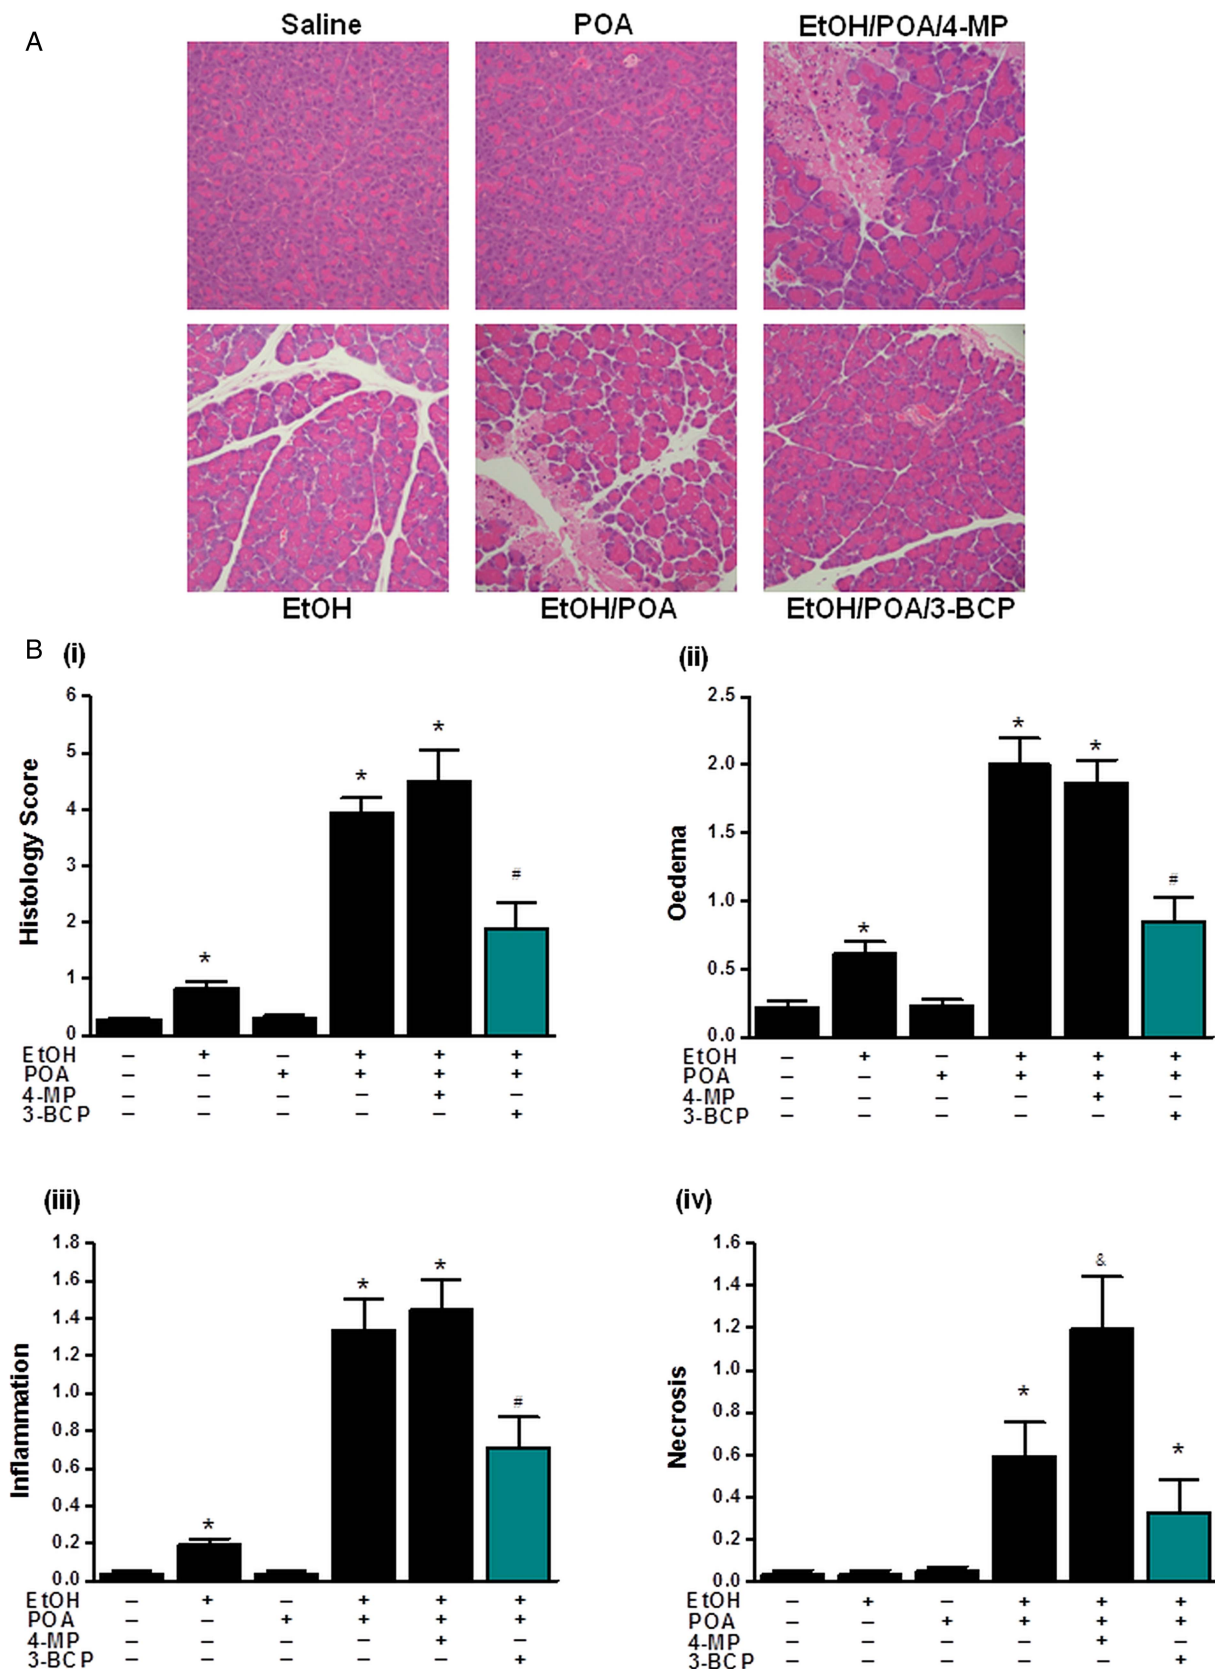 A
Saline POA EtOH/POA/4-MP
EtOH EtOH/POA EtOH/POA/3-BCP
B (i)
Histology Score
6
5
4
3
2
1
0
* * * #
EtOH – + – + + +
POA – – + + + +
4-MP – – – – + –
3-BCP – – – – – +
(ii)
Oedema
2.5
2.0
1.5
1.0
0.5
0.0
* * * #
EtOH – + – + + +
POA – – + + + +
4-MP – – – – + –
3-BCP – – – – – +
(iii)
Inflammation
1.8
1.6
1.4
1.2
1.0
0.8
0.6
0.4
0.2
0.0
* * * #
EtOH – + – + + +
POA – – + + + +
4-MP – – – – + –
3-BCP – – – – – +
(iv)
Necrosis
1.6
1.4
1.2
1.0
0.8
0.6
0.4
0.2
0.0
* & *
EtOH – + – + + +
POA – – + + + +
4-MP – – – – + –
3-BCP – – – – – +